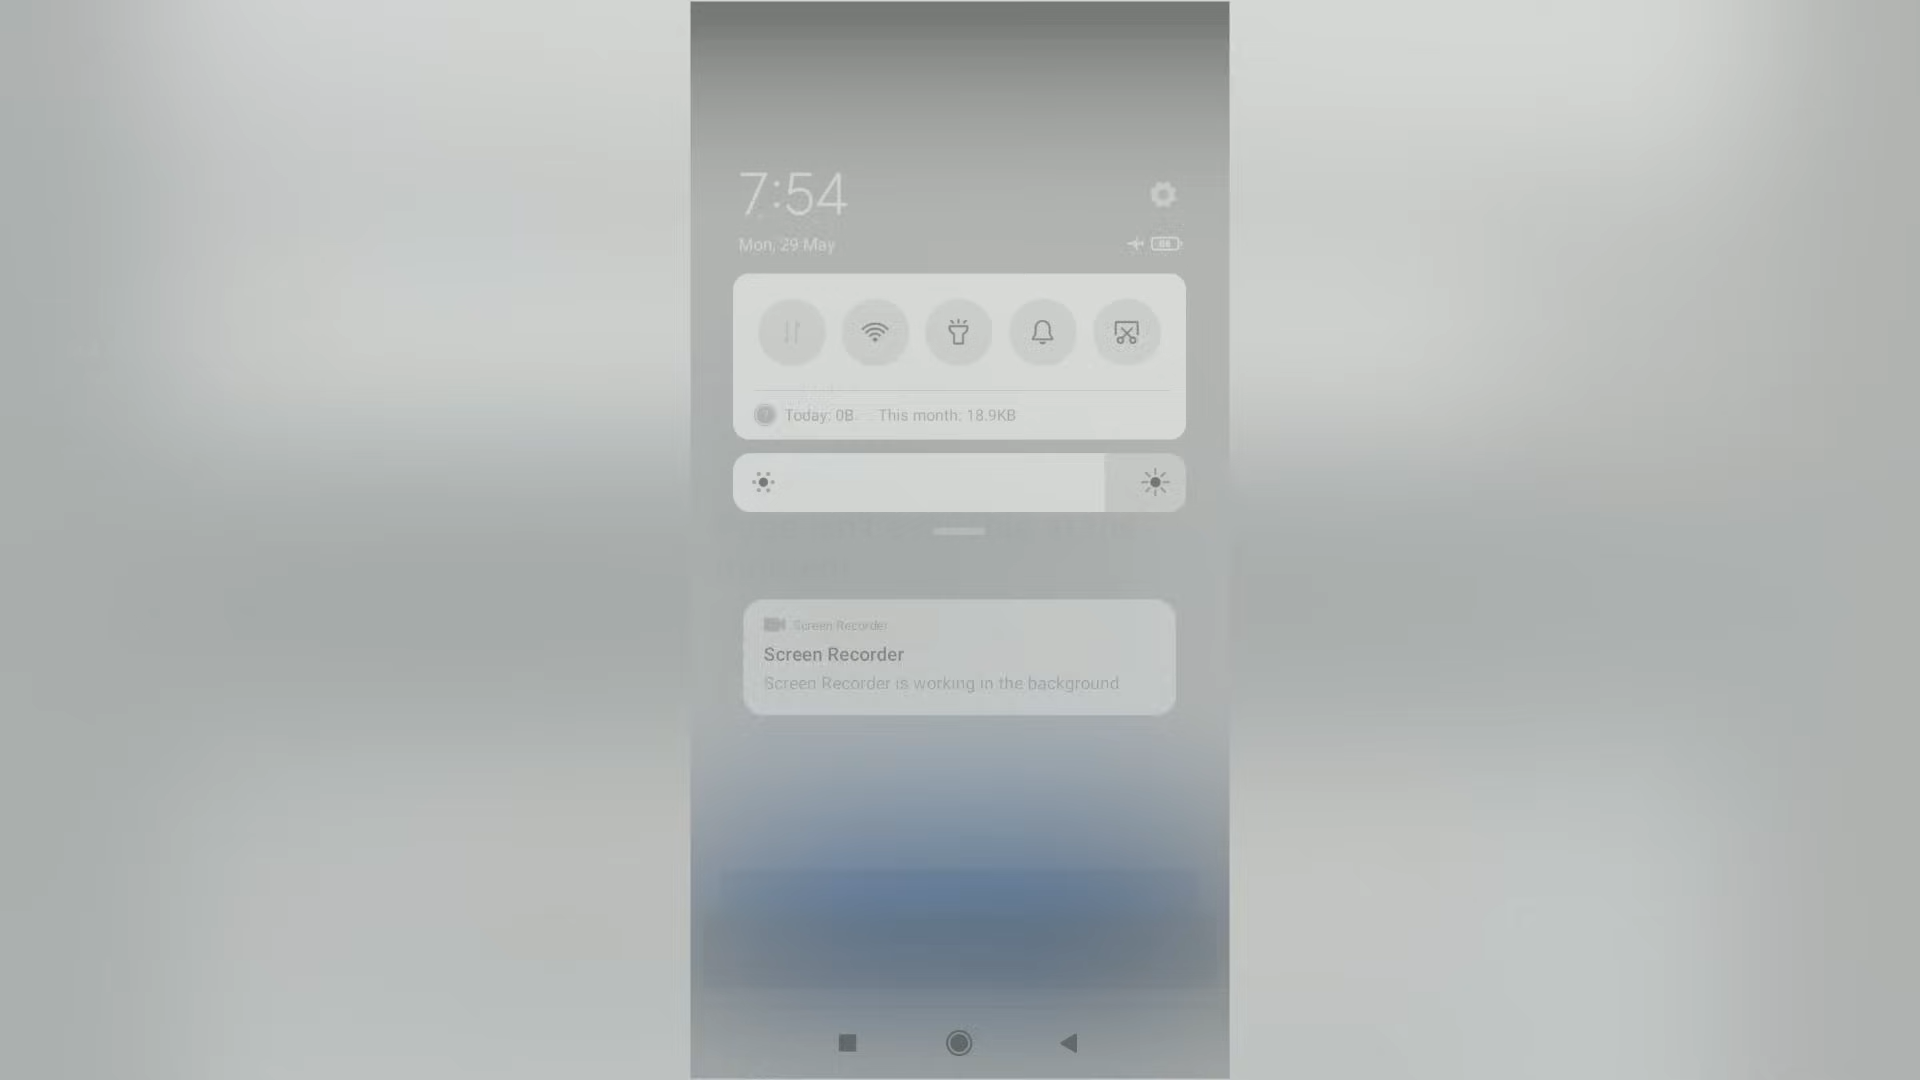 7:54
Mon, 29 May
Today: 0B
This month: 18.9KB
Screen Recorder
Screen Recorder
Screen Recorder is working in the background